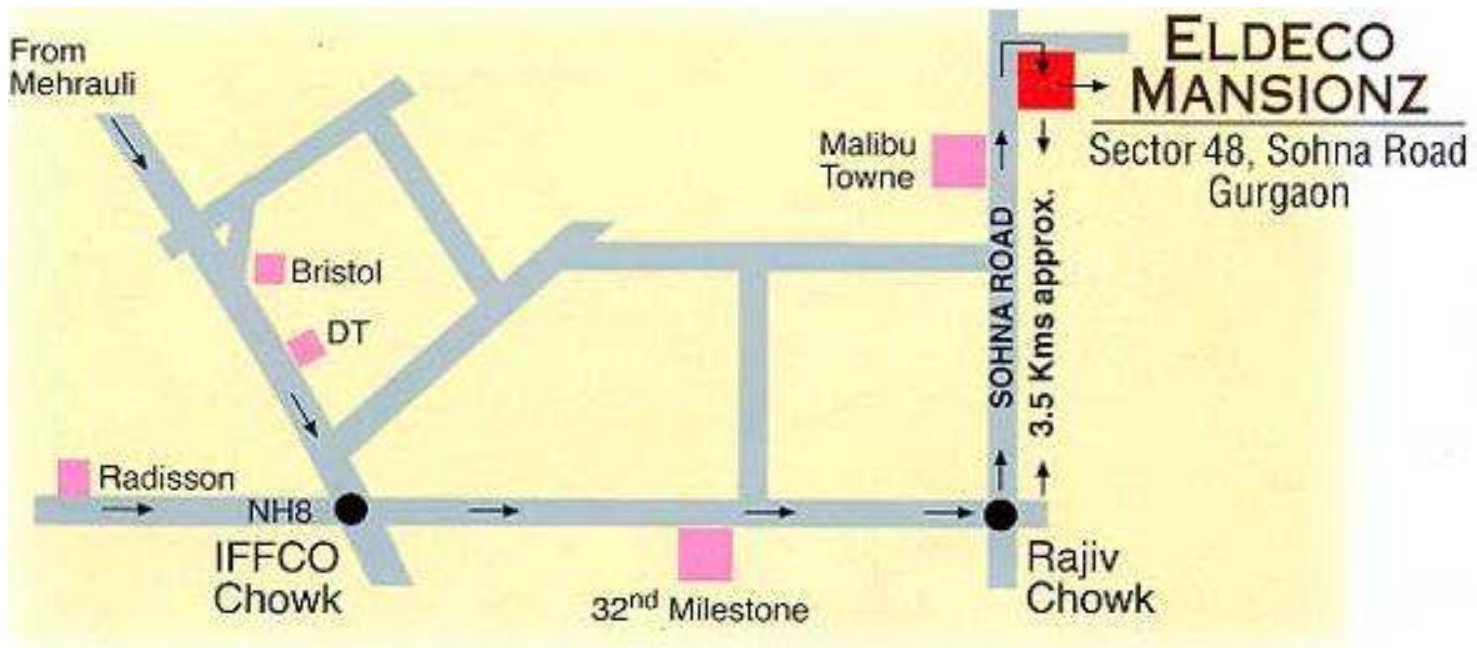 From
Mehrauli
ELDECO
MANSIONZ
Sector 48, Sohna Road
Gurgaon
Malibu
Towne
SOHNA ROAD
3.5 Kms approx.
Bristol
DT
Radisson
NH8
IFFCO
Chowk
32nd Milestone
Rajiv
Chowk